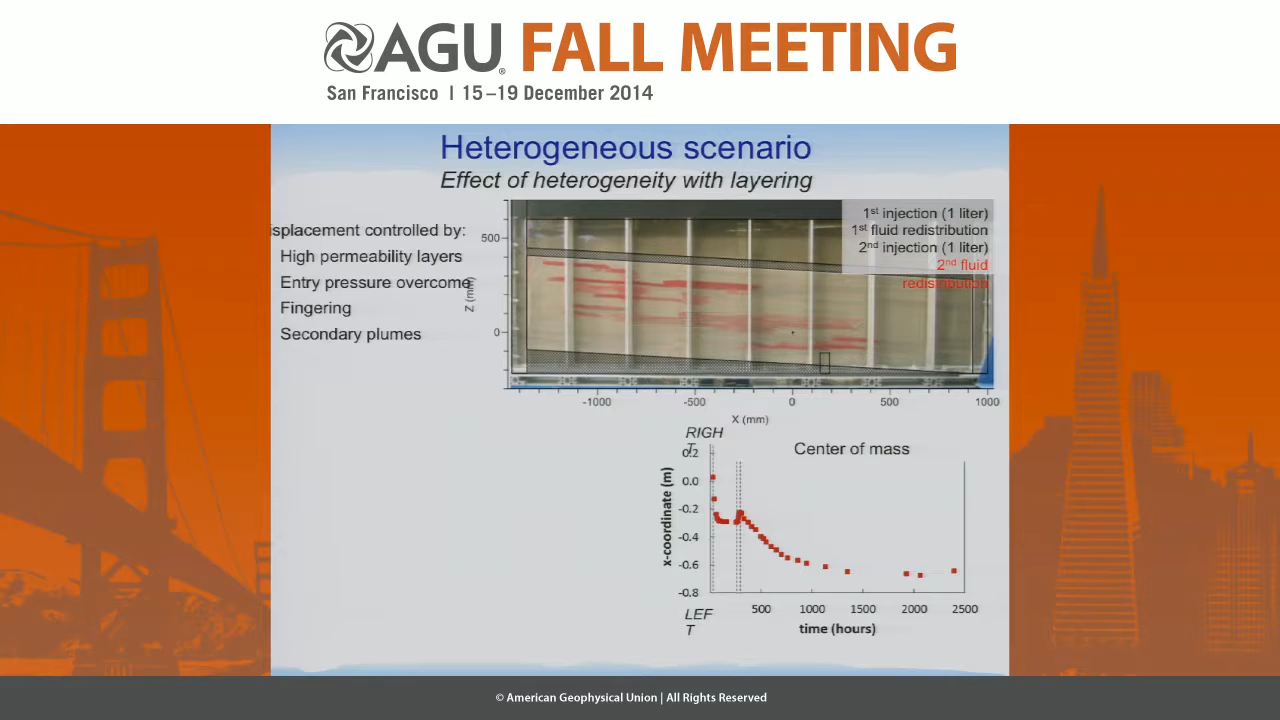 AGU FALL MEETING
San Francisco | 15–19 December 2014
Heterogeneous scenario
Effect of heterogeneity with layering
splacement controlled by:
High permeability layers
Entry pressure overcome
Fingering
Secondary plumes
1st injection (1 liter)
1st fluid redistribution
2nd injection (1 liter)
2nd fluid
redistribution
Z (mm)
500
0
-1000
-500
0
500
1000
X (mm)
RIGH
T
Center of mass
x-coordinate (m)
0.2
0.0
-0.2
-0.4
-0.6
-0.8
LEF
T
500
1000
1500
2000
2500
time (hours)
© American Geophysical Union | All Rights Reserved